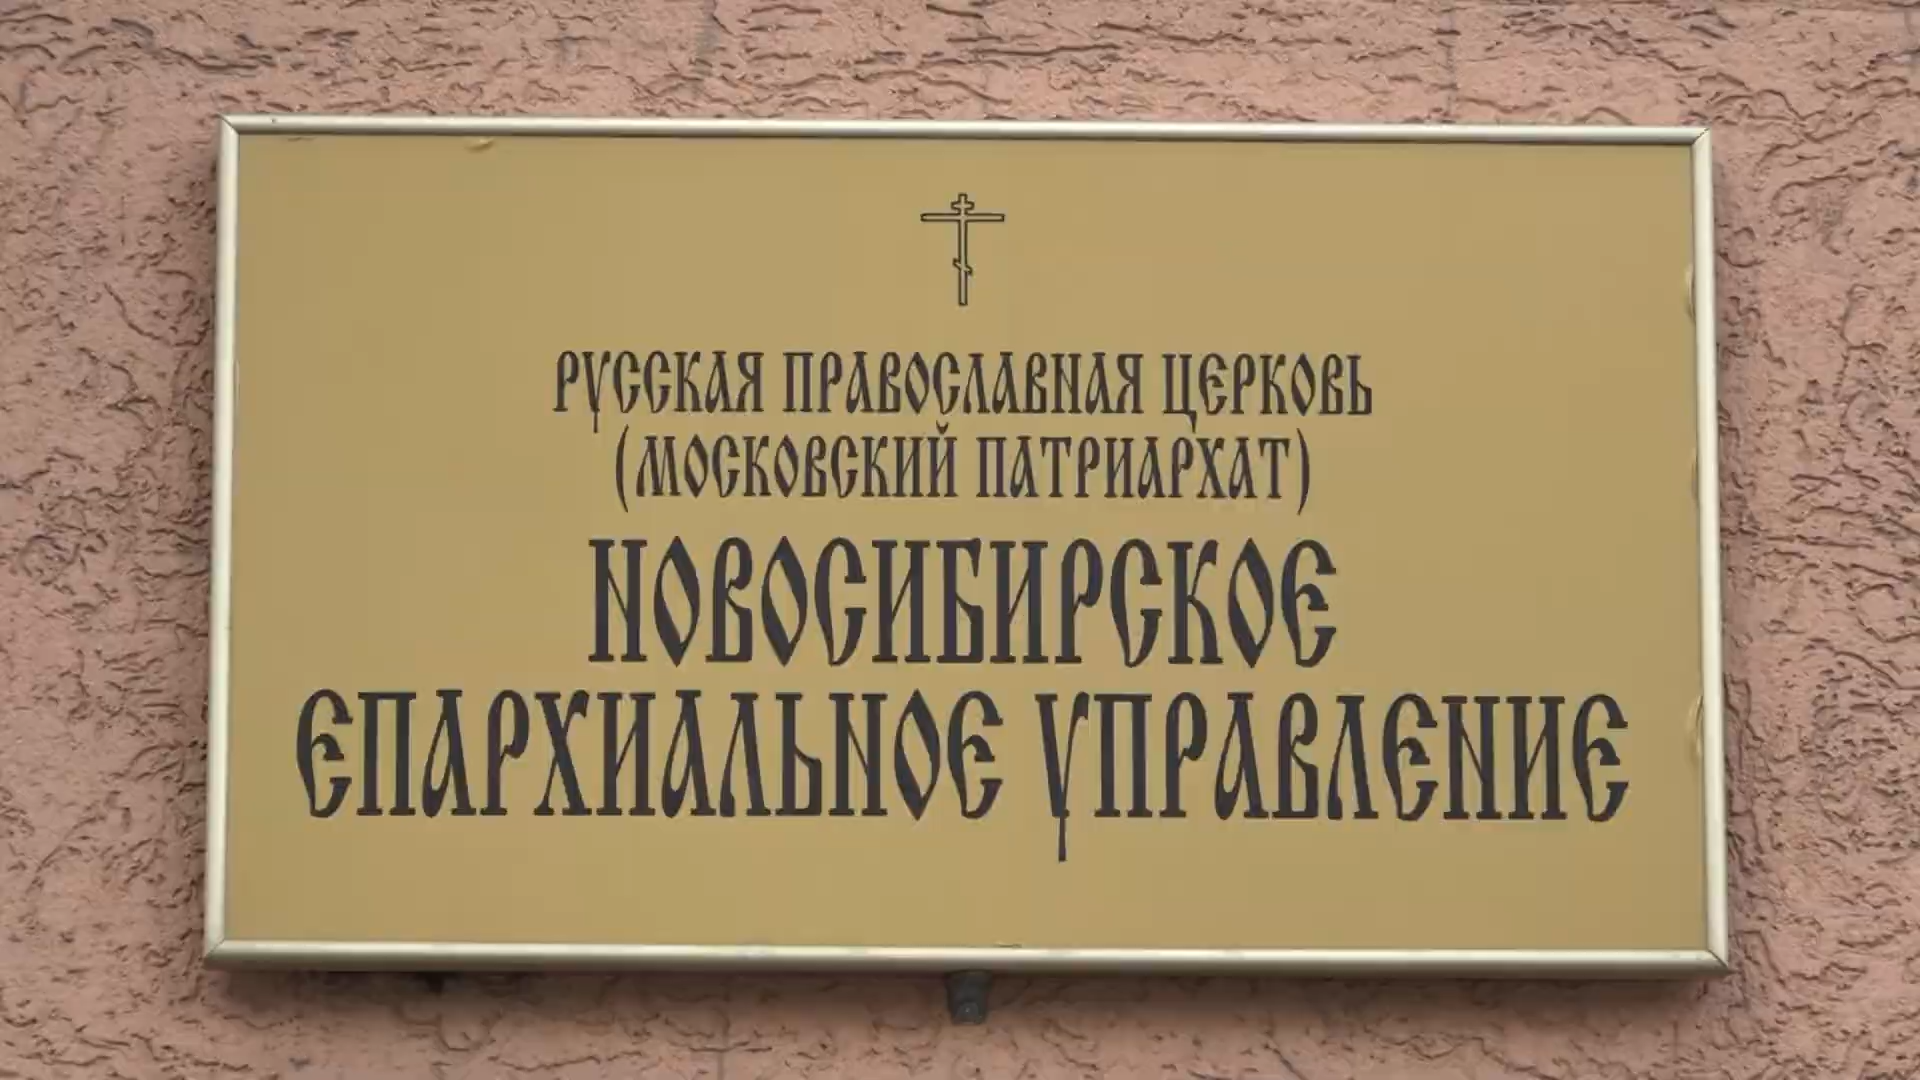 РУССКАЯ ПРАВОСЛАВНАЯ ЦЕРКОВЬ
(МОСКОВСКИЙ ПАТРИАРХАТ)
НОВОСИБИРСКОЕ
ЕПАРХИАЛЬНОЕ УПРАВЛЕНИЕ